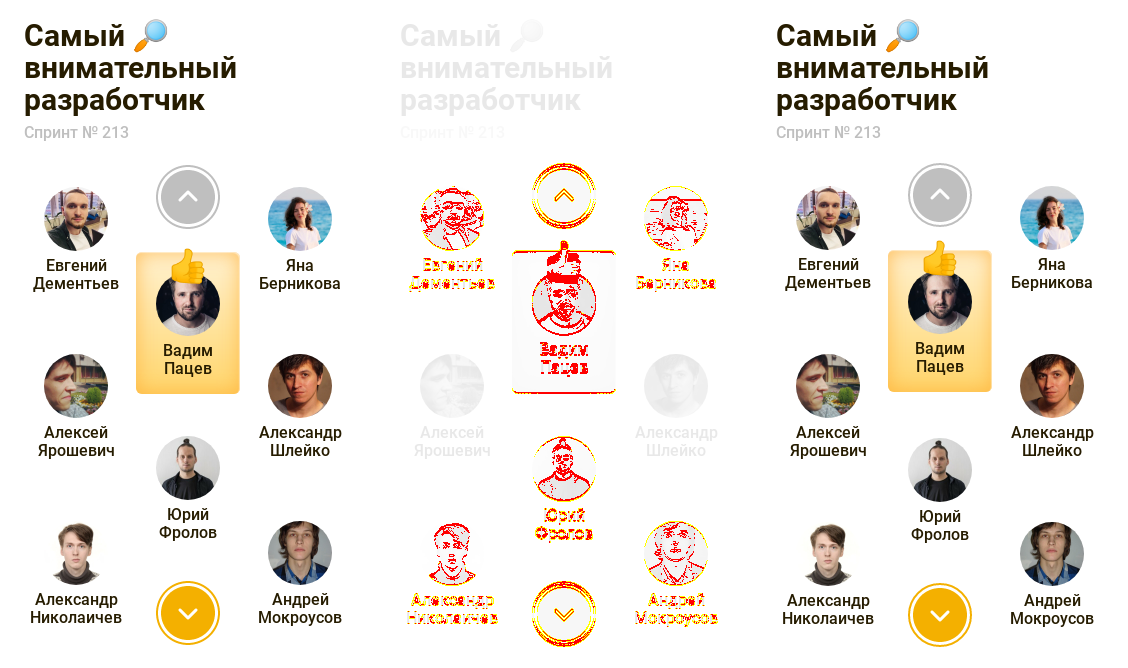 Самый
внимательный
разработчик
Спринт № 213
Евгений
Дементьев
Яна
Берникова
Вадим
Пацев
Алексей
Ярошевич
Александр
Шлейко
Юрий
Фролов
Александр
Николаичев
Андрей
Мокроусов
Самый
внимательный
разработчик
Спринт № 213
Евгений
Дементьев
Яна
Берникова
Вадим
Пацев
Алексей
Ярошевич
Александр
Шлейко
Юрий
Фролов
Александр
Николаичев
Андрей
Мокроусов
Самый
внимательный
разработчик
Спринт № 213
Евгений
Дементьев
Яна
Берникова
Вадим
Пацев
Алексей
Ярошевич
Александр
Шлейко
Юрий
Фролов
Александр
Николаичев
Андрей
Мокроусов